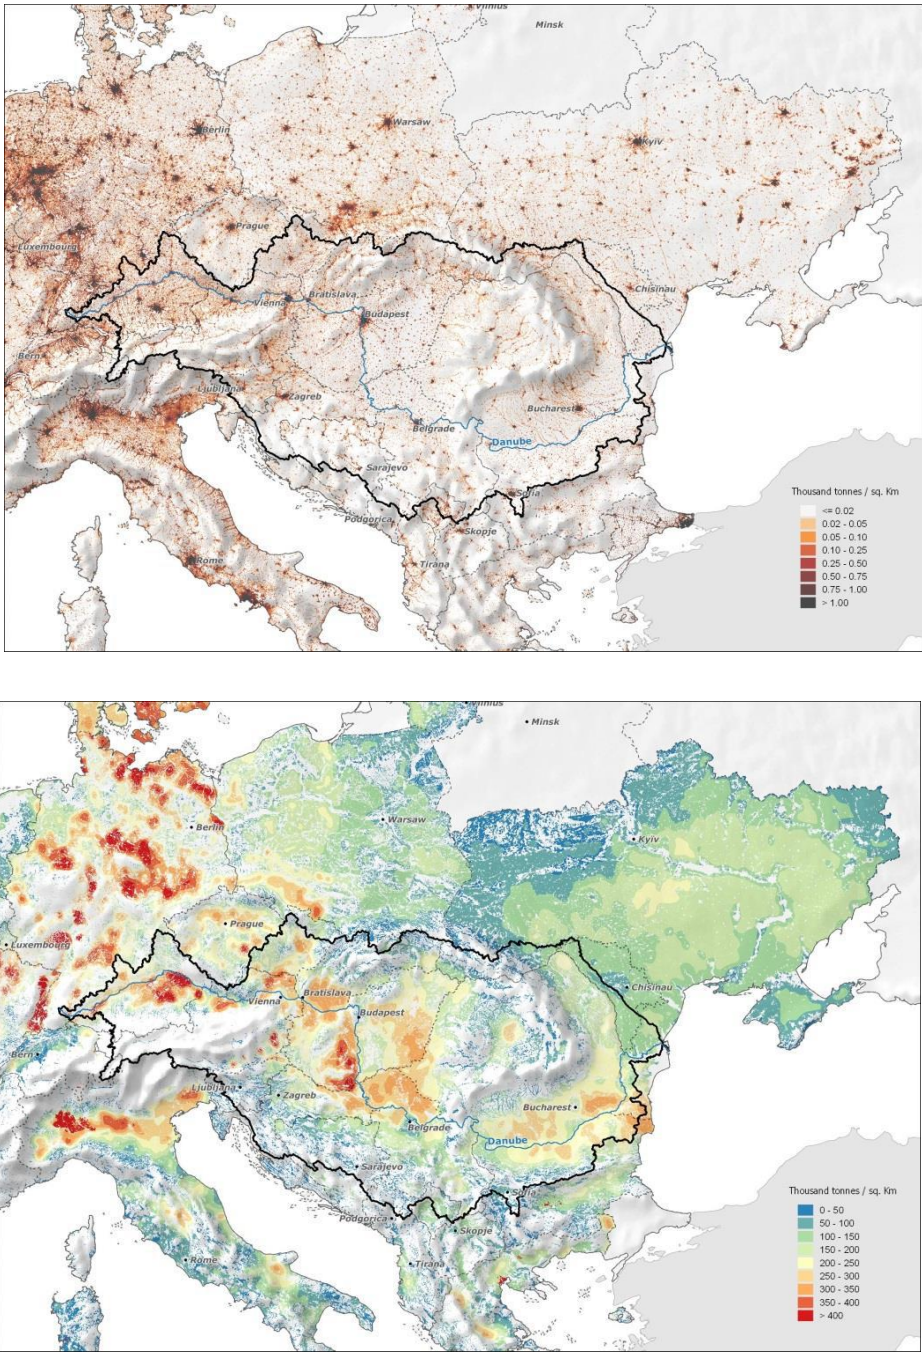 Vilnius
Minsk
Berlin
Warsaw
Kyiv
Prague
Luxembourg
Vienna
Bratislava
Budapest
Chisinau
Bern
Ljubljana
Zagreb
Bucharest
Belgrade
Danube
Sarajevo
Sofia
Podgorica
Skopje
Rome
Tirana
Thousand tonnes / sq. Km
<= 0.02
0.02 - 0.05
0.05 - 0.10
0.10 - 0.25
0.25 - 0.50
0.50 - 0.75
0.75 - 1.00
> 1.00
Vilnius
Minsk
Berlin
Warsaw
Kyiv
Prague
Luxembourg
Vienna
Bratislava
Budapest
Chisinau
Bern
Ljubljana
Zagreb
Bucharest
Belgrade
Danube
Sarajevo
Sofia
Podgorica
Skopje
Rome
Tirana
Thousand tonnes / sq. Km
0 - 50
50 - 100
100 - 150
150 - 200
200 - 250
250 - 300
300 - 350
350 - 400
> 400